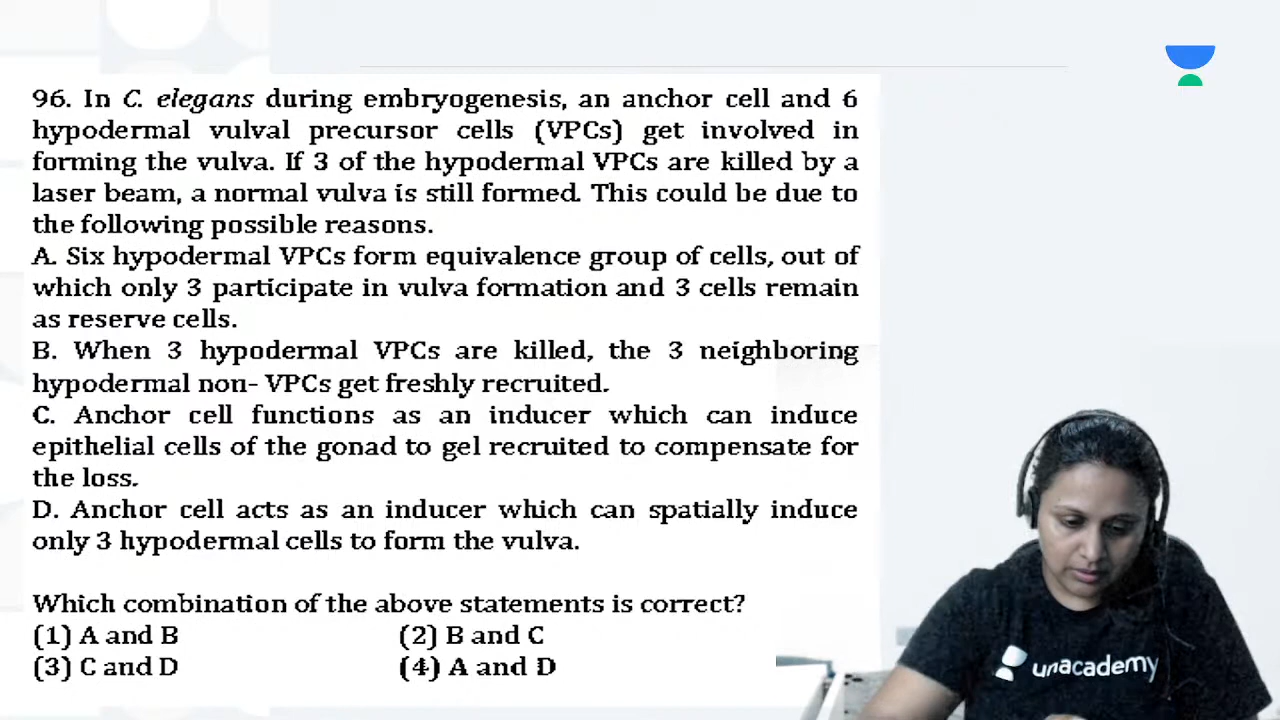 96. In C. elegans during embryogenesis, an anchor cell and 6
hypodermal vulval precursor cells (VPCs) get involved in
forming the vulva. If 3 of the hypodermal VPCs are killed by a
laser beam, a normal vulva is still formed. This could be due to
the following possible reasons.
A. Six hypodermal VPCs form equivalence group of cells, out of
which only 3 participate in vulva formation and 3 cells remain
as reserve cells.
B. When 3 hypodermal VPCs are killed, the 3 neighboring
hypodermal non- VPCs get freshly recruited.
C. Anchor cell functions as an inducer which can induce
epithelial cells of the gonad to gel recruited to compensate for
the loss.
D. Anchor cell acts as an inducer which can spatially induce
only 3 hypodermal cells to form the vulva.
Which combination of the above statements is correct?
(1) A and B (2) B and C
(3) C and D (4) A and D
unacademy